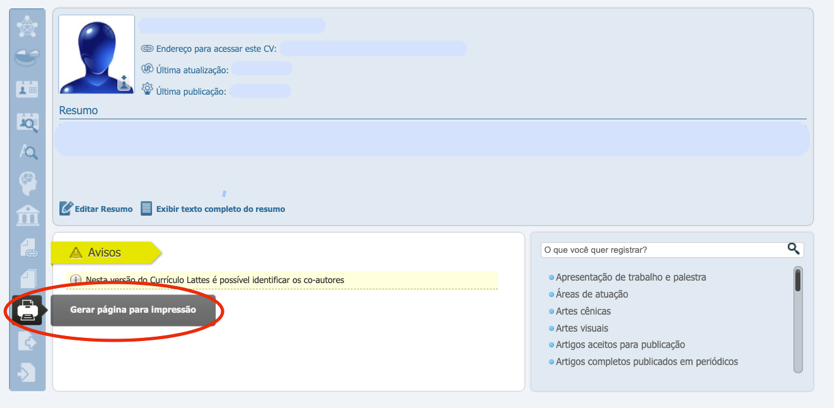 Endereço para acessar este CV:
Última atualização:
Última publicação:
Resumo
Editar Resumo
Exibir texto completo do resumo
Avisos
Nesta versão do Currículo Lattes é possível identificar os co-autores
Gerar página para impressão
O que você quer registrar?
Apresentação de trabalho e palestra
Áreas de atuação
Artes cênicas
Artes visuais
Artigos aceitos para publicação
Artigos completos publicados em periódicos